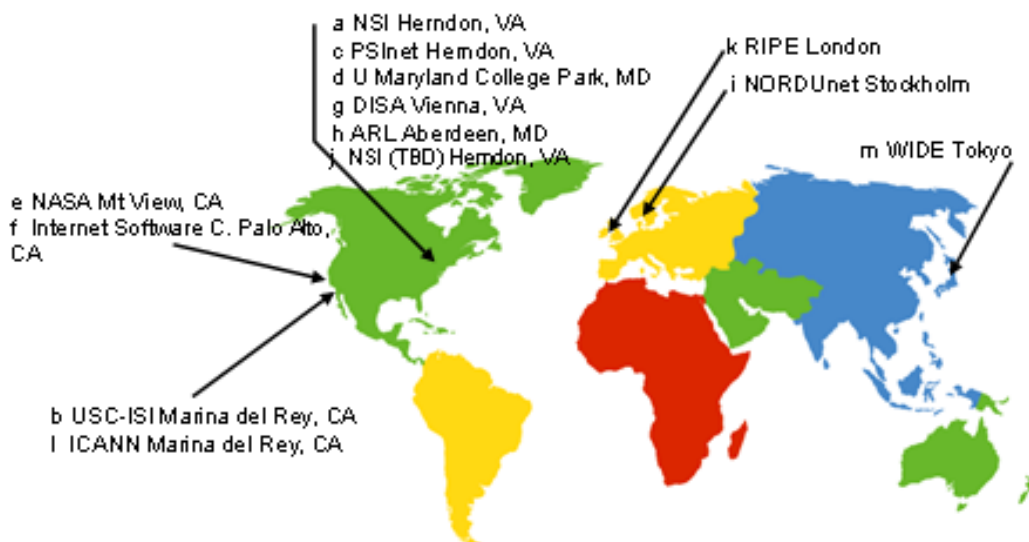 a NSI Herndon, VA
c PSInet Herndon, VA
d U Maryland College Park, MD
g DISA Vienna, VA
h ARL Aberdeen, MD
j NSI (TBD) Herndon, VA
k RIPE London
i NORDUnet Stockholm
m WIDE Tokyo
e NASA Mt View, CA
f Internet Software C. Palo Alto,
CA
b USC-ISI Marina del Rey, CA
l ICANN Marina del Rey, CA